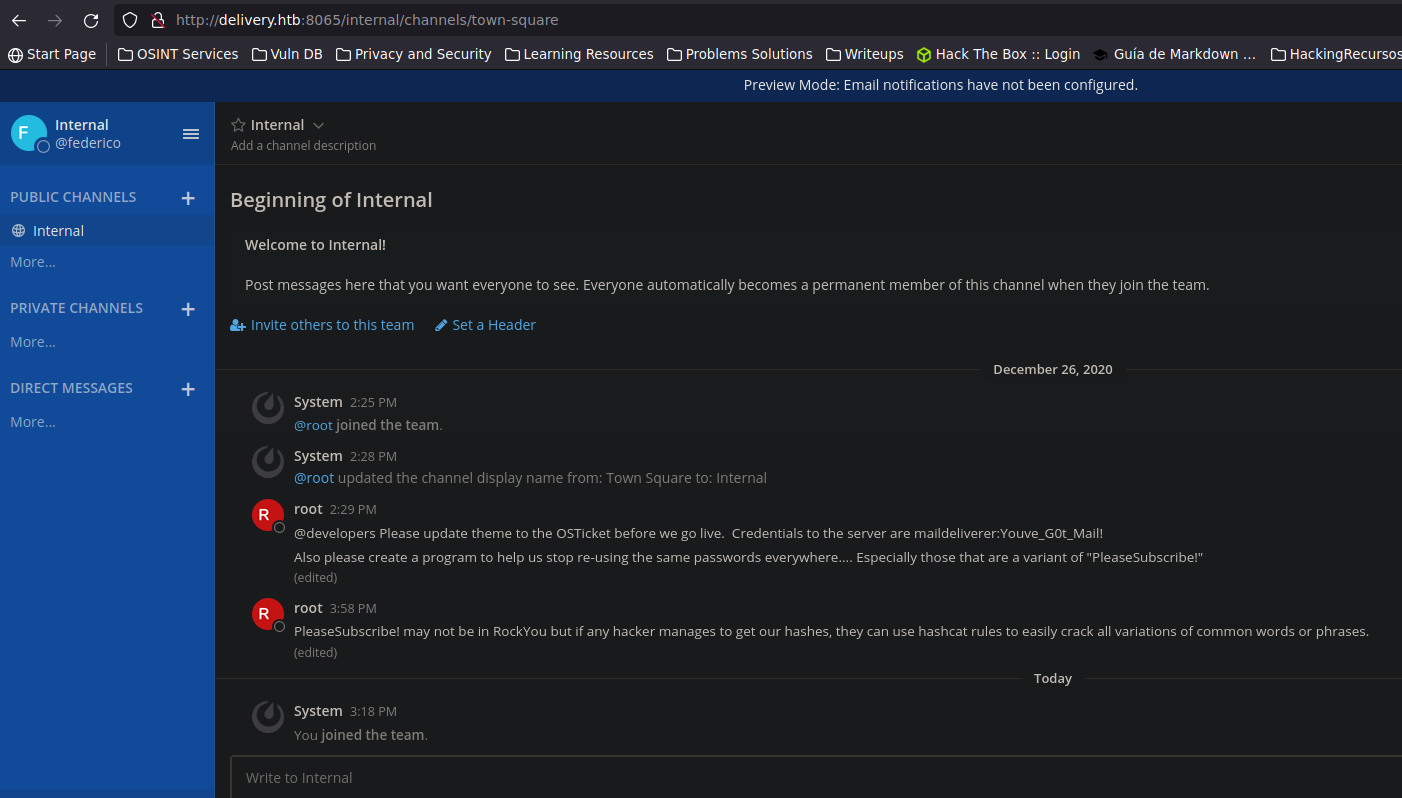 http://delivery.htb:8065/internal/channels/town-square
Start Page OSINT Services Vuln DB Privacy and Security Learning Resources Problems Solutions Writeups Hack The Box :: Login Guía de Markdown ... HackingRecursos
Preview Mode: Email notifications have not been configured.
F Internal
@federico
PUBLIC CHANNELS +
Internal
More...
PRIVATE CHANNELS +
More...
DIRECT MESSAGES +
More...
Internal
Add a channel description
Beginning of Internal
Welcome to Internal!
Post messages here that you want everyone to see. Everyone automatically becomes a permanent member of this channel when they join the team.
Invite others to this team Set a Header
December 26, 2020
System 2:25 PM
@root joined the team.
System 2:28 PM
@root updated the channel display name from: Town Square to: Internal
R root 2:29 PM
@developers Please update theme to the OSTicket before we go live. Credentials to the server are maildeliverer:Youve_G0t_Mail!
Also please create a program to help us stop re-using the same passwords everywhere.... Especially those that are a variant of "PleaseSubscribe!"
(edited)
R root 3:58 PM
PleaseSubscribe! may not be in RockYou but if any hacker manages to get our hashes, they can use hashcat rules to easily crack all variations of common words or phrases.
(edited)
Today
System 3:18 PM
You joined the team.
Write to Internal